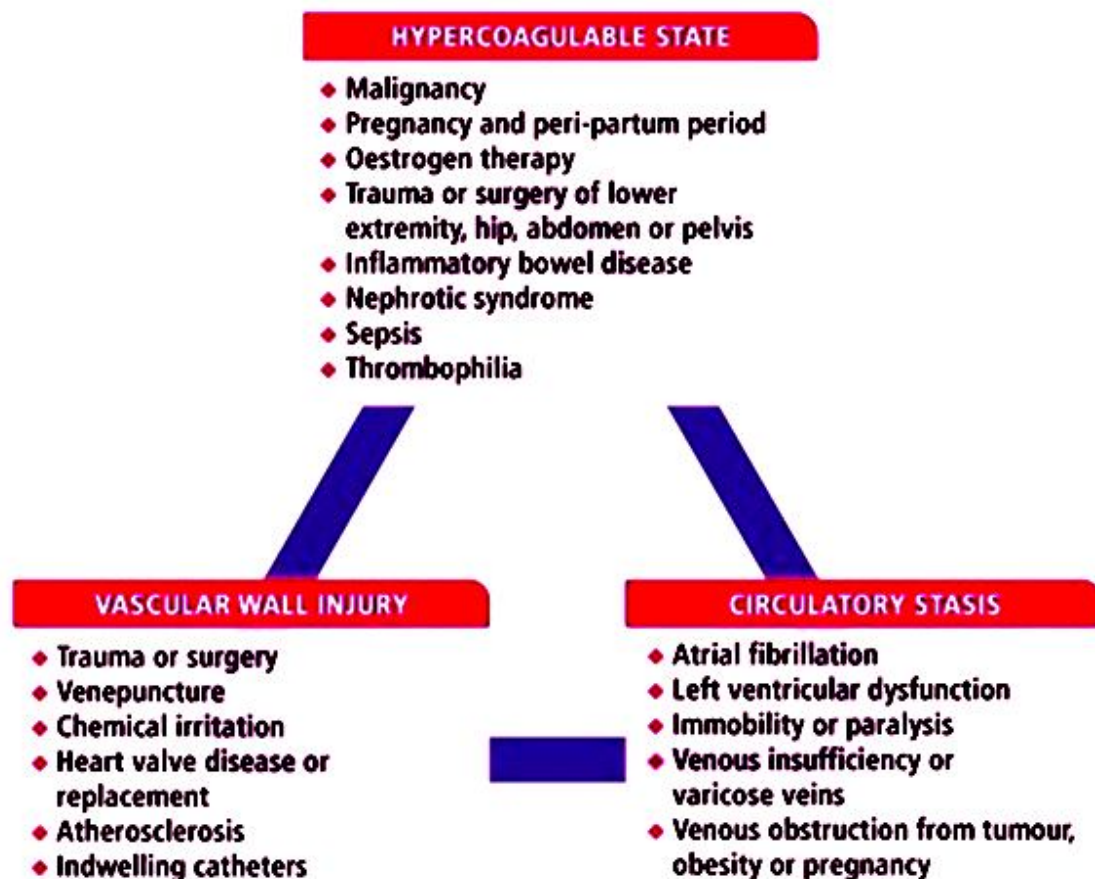 HYPERCOAGULABLE STATE
◆ Malignancy
◆ Pregnancy and peri-partum period
◆ Oestrogen therapy
◆ Trauma or surgery of lower
extremity, hip, abdomen or pelvis
◆ Inflammatory bowel disease
◆ Nephrotic syndrome
◆ Sepsis
◆ Thrombophilia
VASCULAR WALL INJURY
◆ Trauma or surgery
◆ Venepuncture
◆ Chemical irritation
◆ Heart valve disease or
replacement
◆ Atherosclerosis
◆ Indwelling catheters
CIRCULATORY STASIS
◆ Atrial fibrillation
◆ Left ventricular dysfunction
◆ Immobility or paralysis
◆ Venous insufficiency or
varicose veins
◆ Venous obstruction from tumour,
obesity or pregnancy